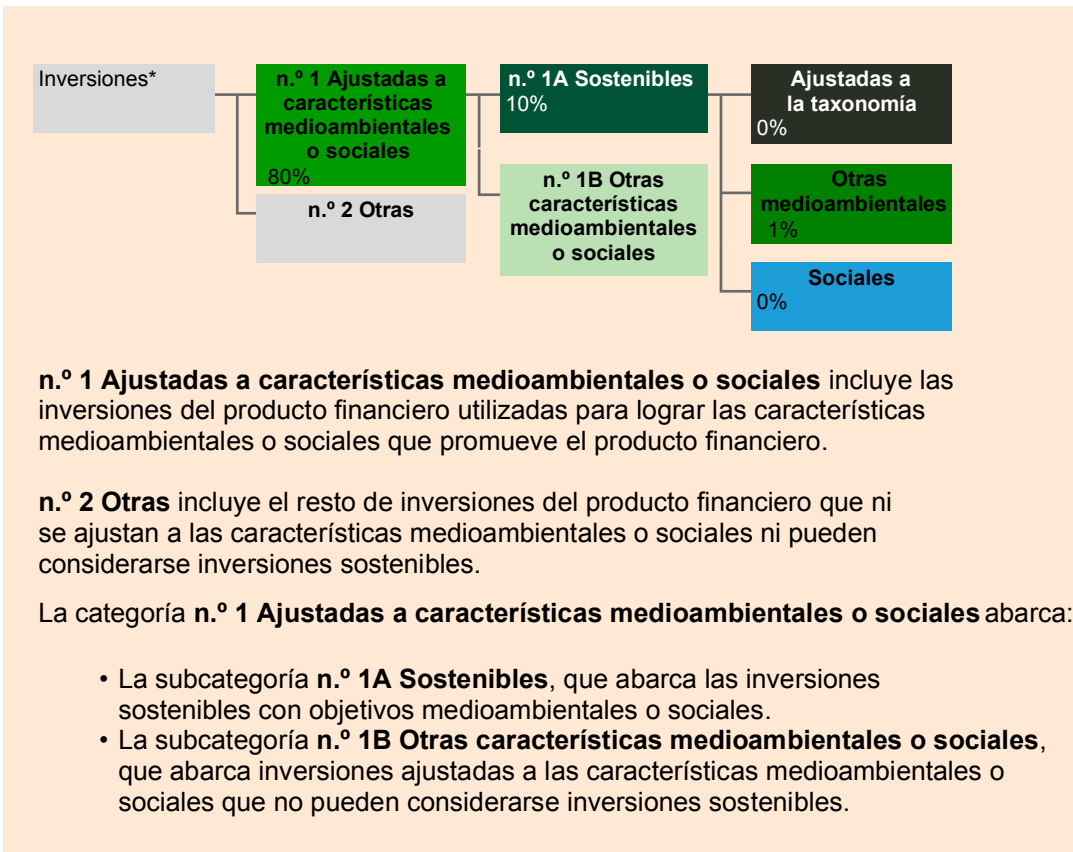 Inversiones*
n.º 1 Ajustadas a
características
medioambientales
o sociales
80%
n.º 2 Otras
n.º 1A Sostenibles
10%
n.º 1B Otras
características
medioambientales
o sociales
Ajustadas a
la taxonomía
0%
Otras
medioambientales
1%
Sociales
0%
n.º 1 Ajustadas a características medioambientales o sociales incluye las
inversiones del producto financiero utilizadas para lograr las características
medioambientales o sociales que promueve el producto financiero.
n.º 2 Otras incluye el resto de inversiones del producto financiero que ni
se ajustan a las características medioambientales o sociales ni pueden
considerarse inversiones sostenibles.
La categoría n.º 1 Ajustadas a características medioambientales o sociales abarca:
• La subcategoría n.º 1A Sostenibles, que abarca las inversiones
sostenibles con objetivos medioambientales o sociales.
• La subcategoría n.º 1B Otras características medioambientales o sociales,
que abarca inversiones ajustadas a las características medioambientales o
sociales que no pueden considerarse inversiones sostenibles.